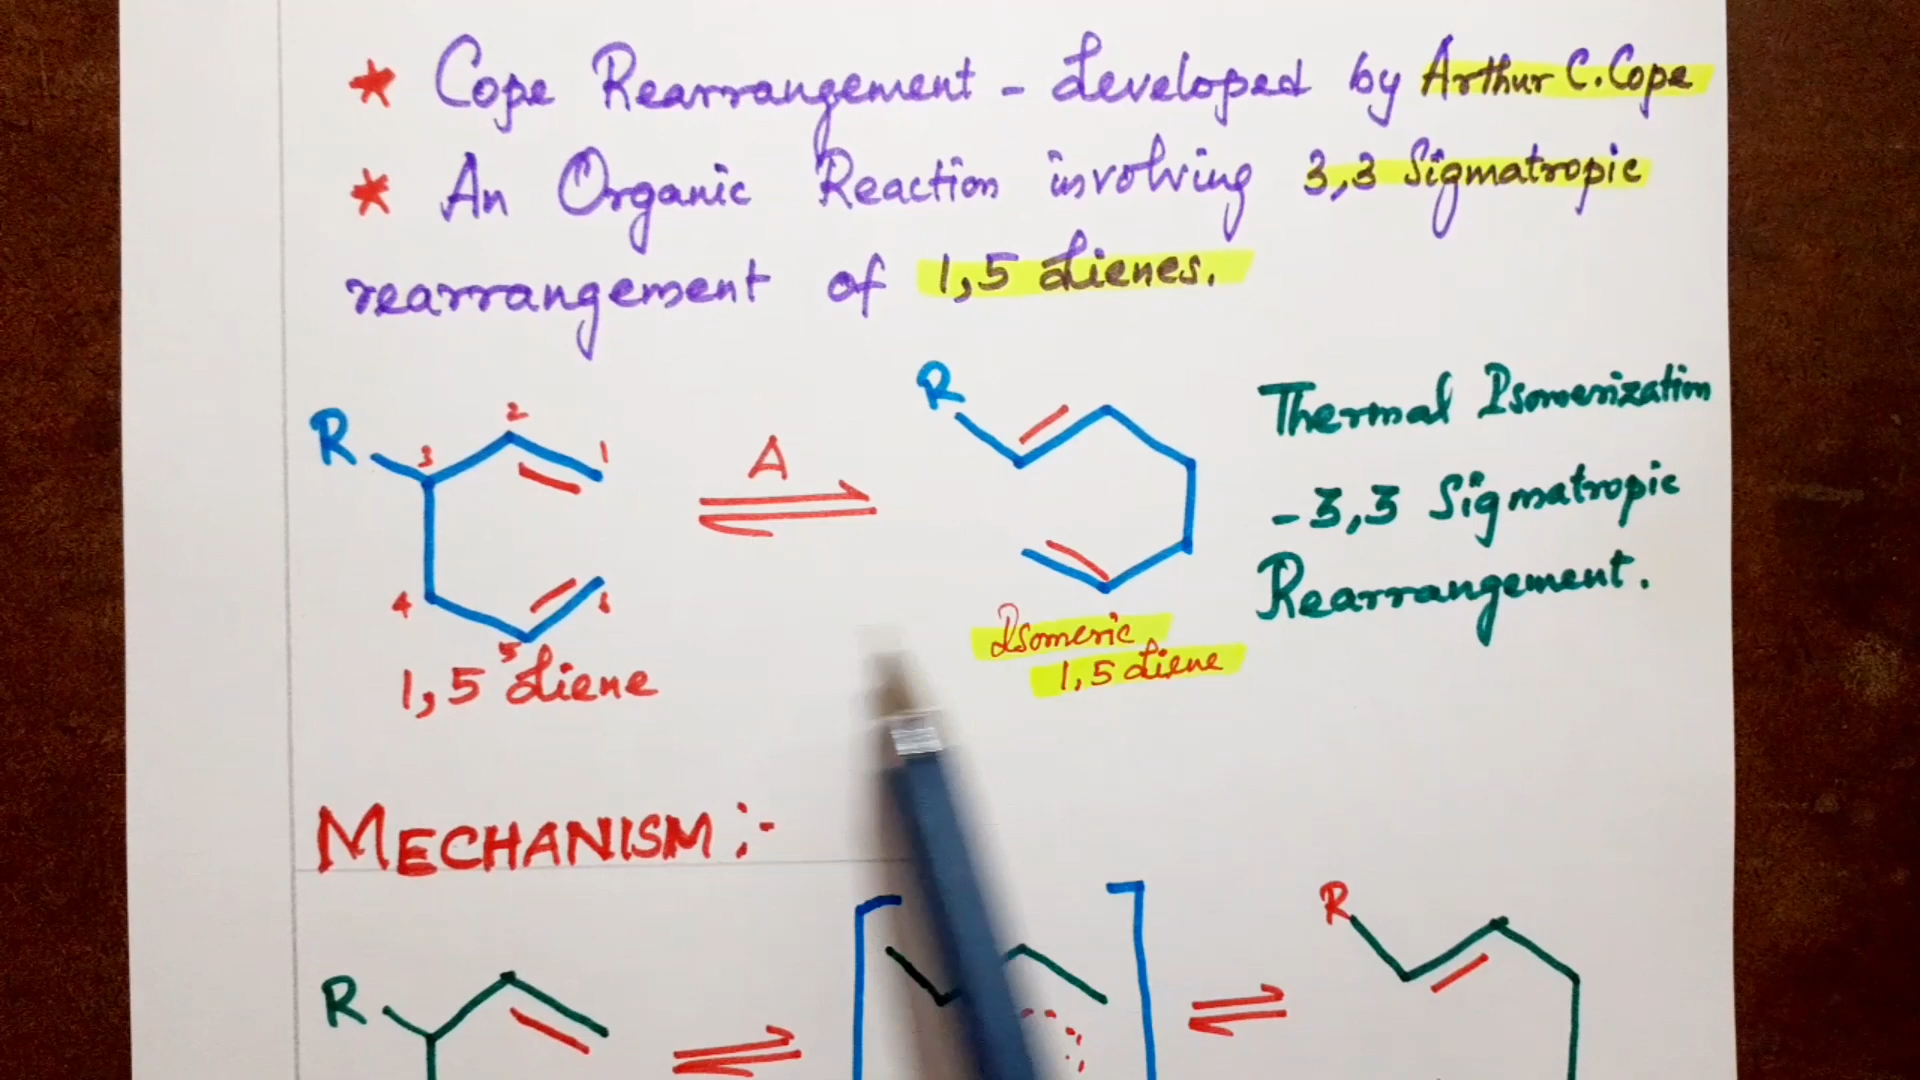 ★ Cope Rearrangement - developed by Arthur C. Cope
★ An Organic Reaction involving 3,3 Sigmatropic
rearrangement of 1,5 dienes.
R 3 2 1
4 5 6
1,5 diene
Δ
R
Isomeric
1,5 diene
Thermal Isomerization
- 3,3 Sigmatropic
Rearrangement.
MECHANISM :-
R
R